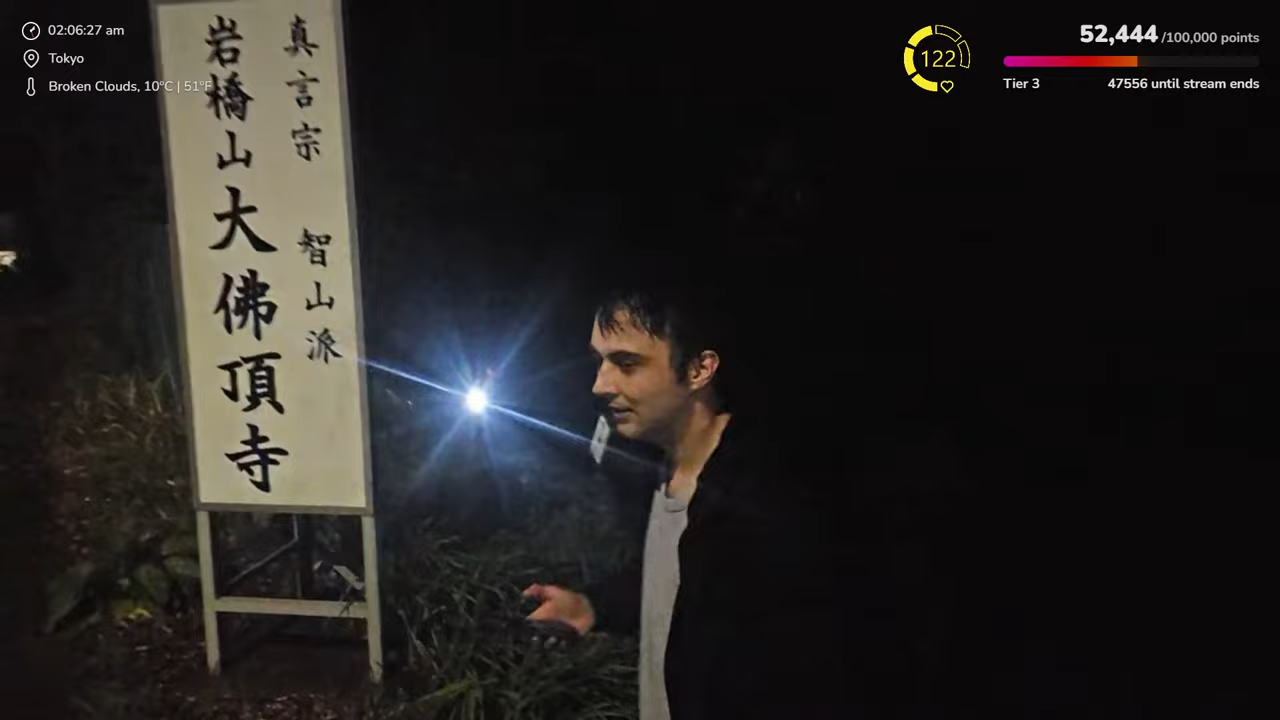 02:06:27 am
Tokyo
Broken Clouds, 10°C | 51°F
122
52,444 /100,000 points
Tier 3
47556 until stream ends
真言宗 智山派
岩橋山大佛頂寺